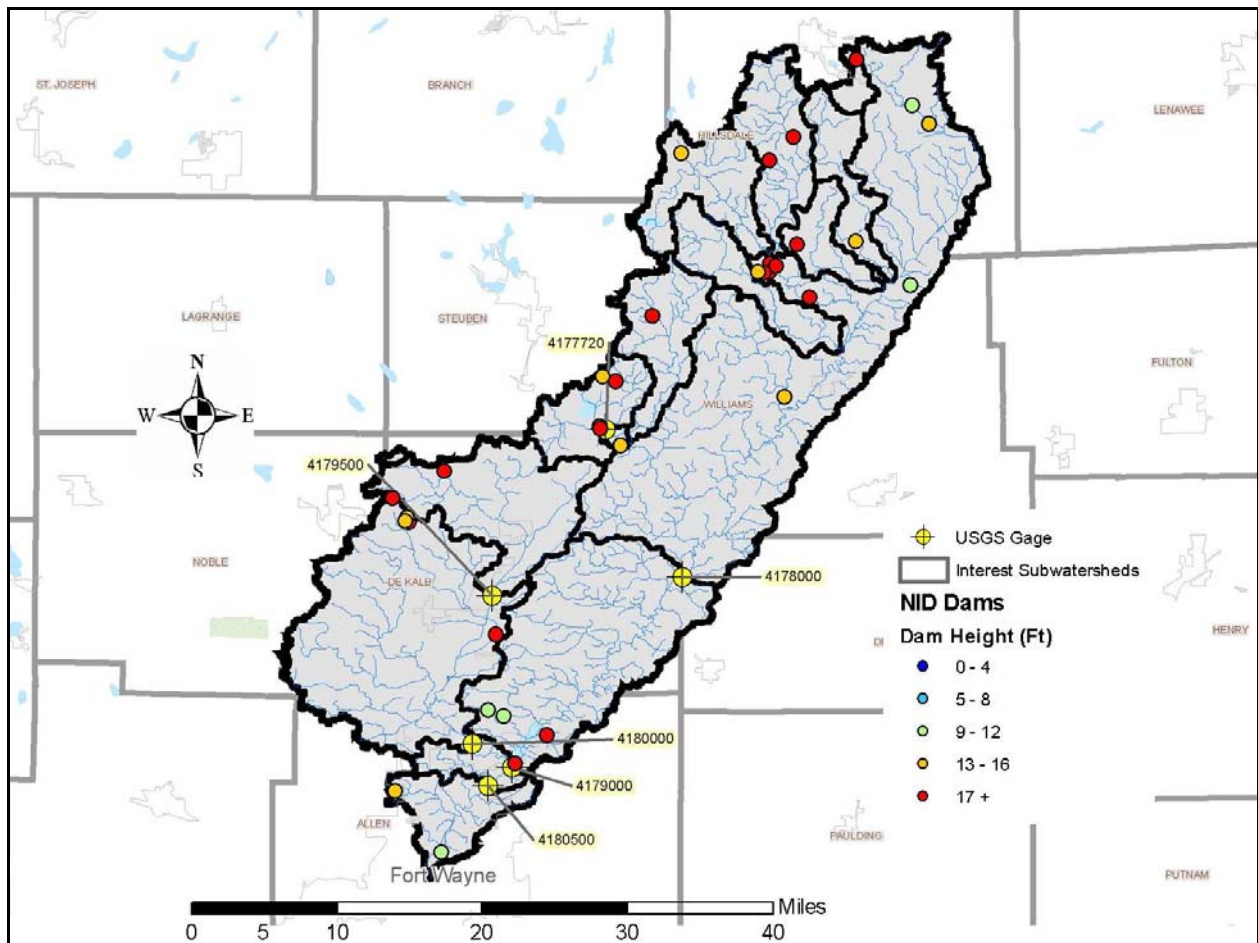 ST. JOSEPH
BRANCH
HILLSDALE
LENAWEE
LAGRANGE
STEUBEN
4177720
FULTON
N
W
E
S
WILLIAMS
4179500
NOBLE
DE KALB
4178000
USGS Gage
Interest Subwatersheds
NID Dams
Dam Height (Ft)
0 - 4
5 - 8
9 - 12
13 - 16
17 +
HENRY
4180000
4179000
4180500
ALLEN
PAULDING
PUTNAM
Fort Wayne
Miles
0 5 10 20 30 40